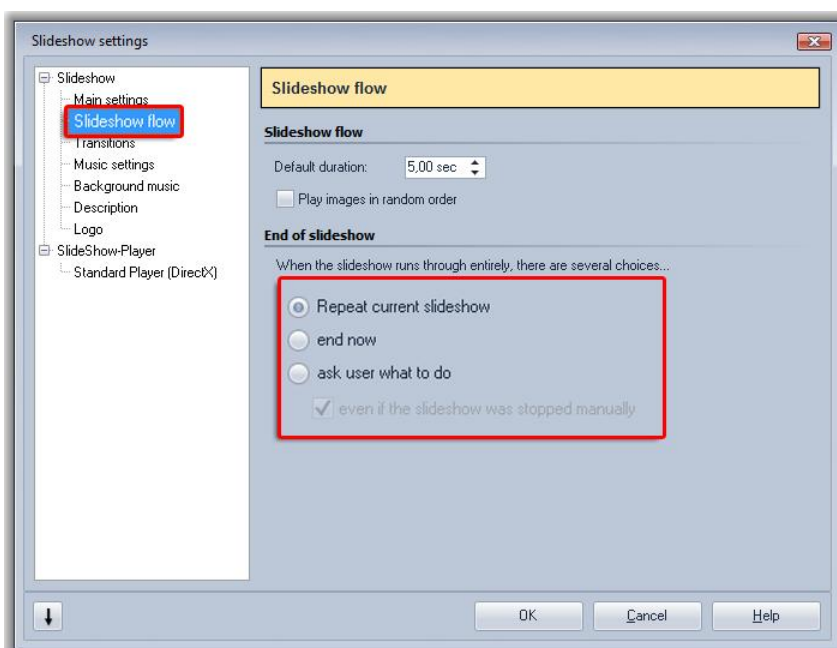 Slideshow settings
Slideshow
Main settings
Slideshow flow
Transitions
Music settings
Background music
Description
Logo
SlideShow-Player
Standard Player (DirectX)
Slideshow flow
Slideshow flow
Default duration: 5,00 sec
Play images in random order
End of slideshow
When the slideshow runs through entirely, there are several choices...
Repeat current slideshow
end now
ask user what to do
even if the slideshow was stopped manually
OK Cancel Help